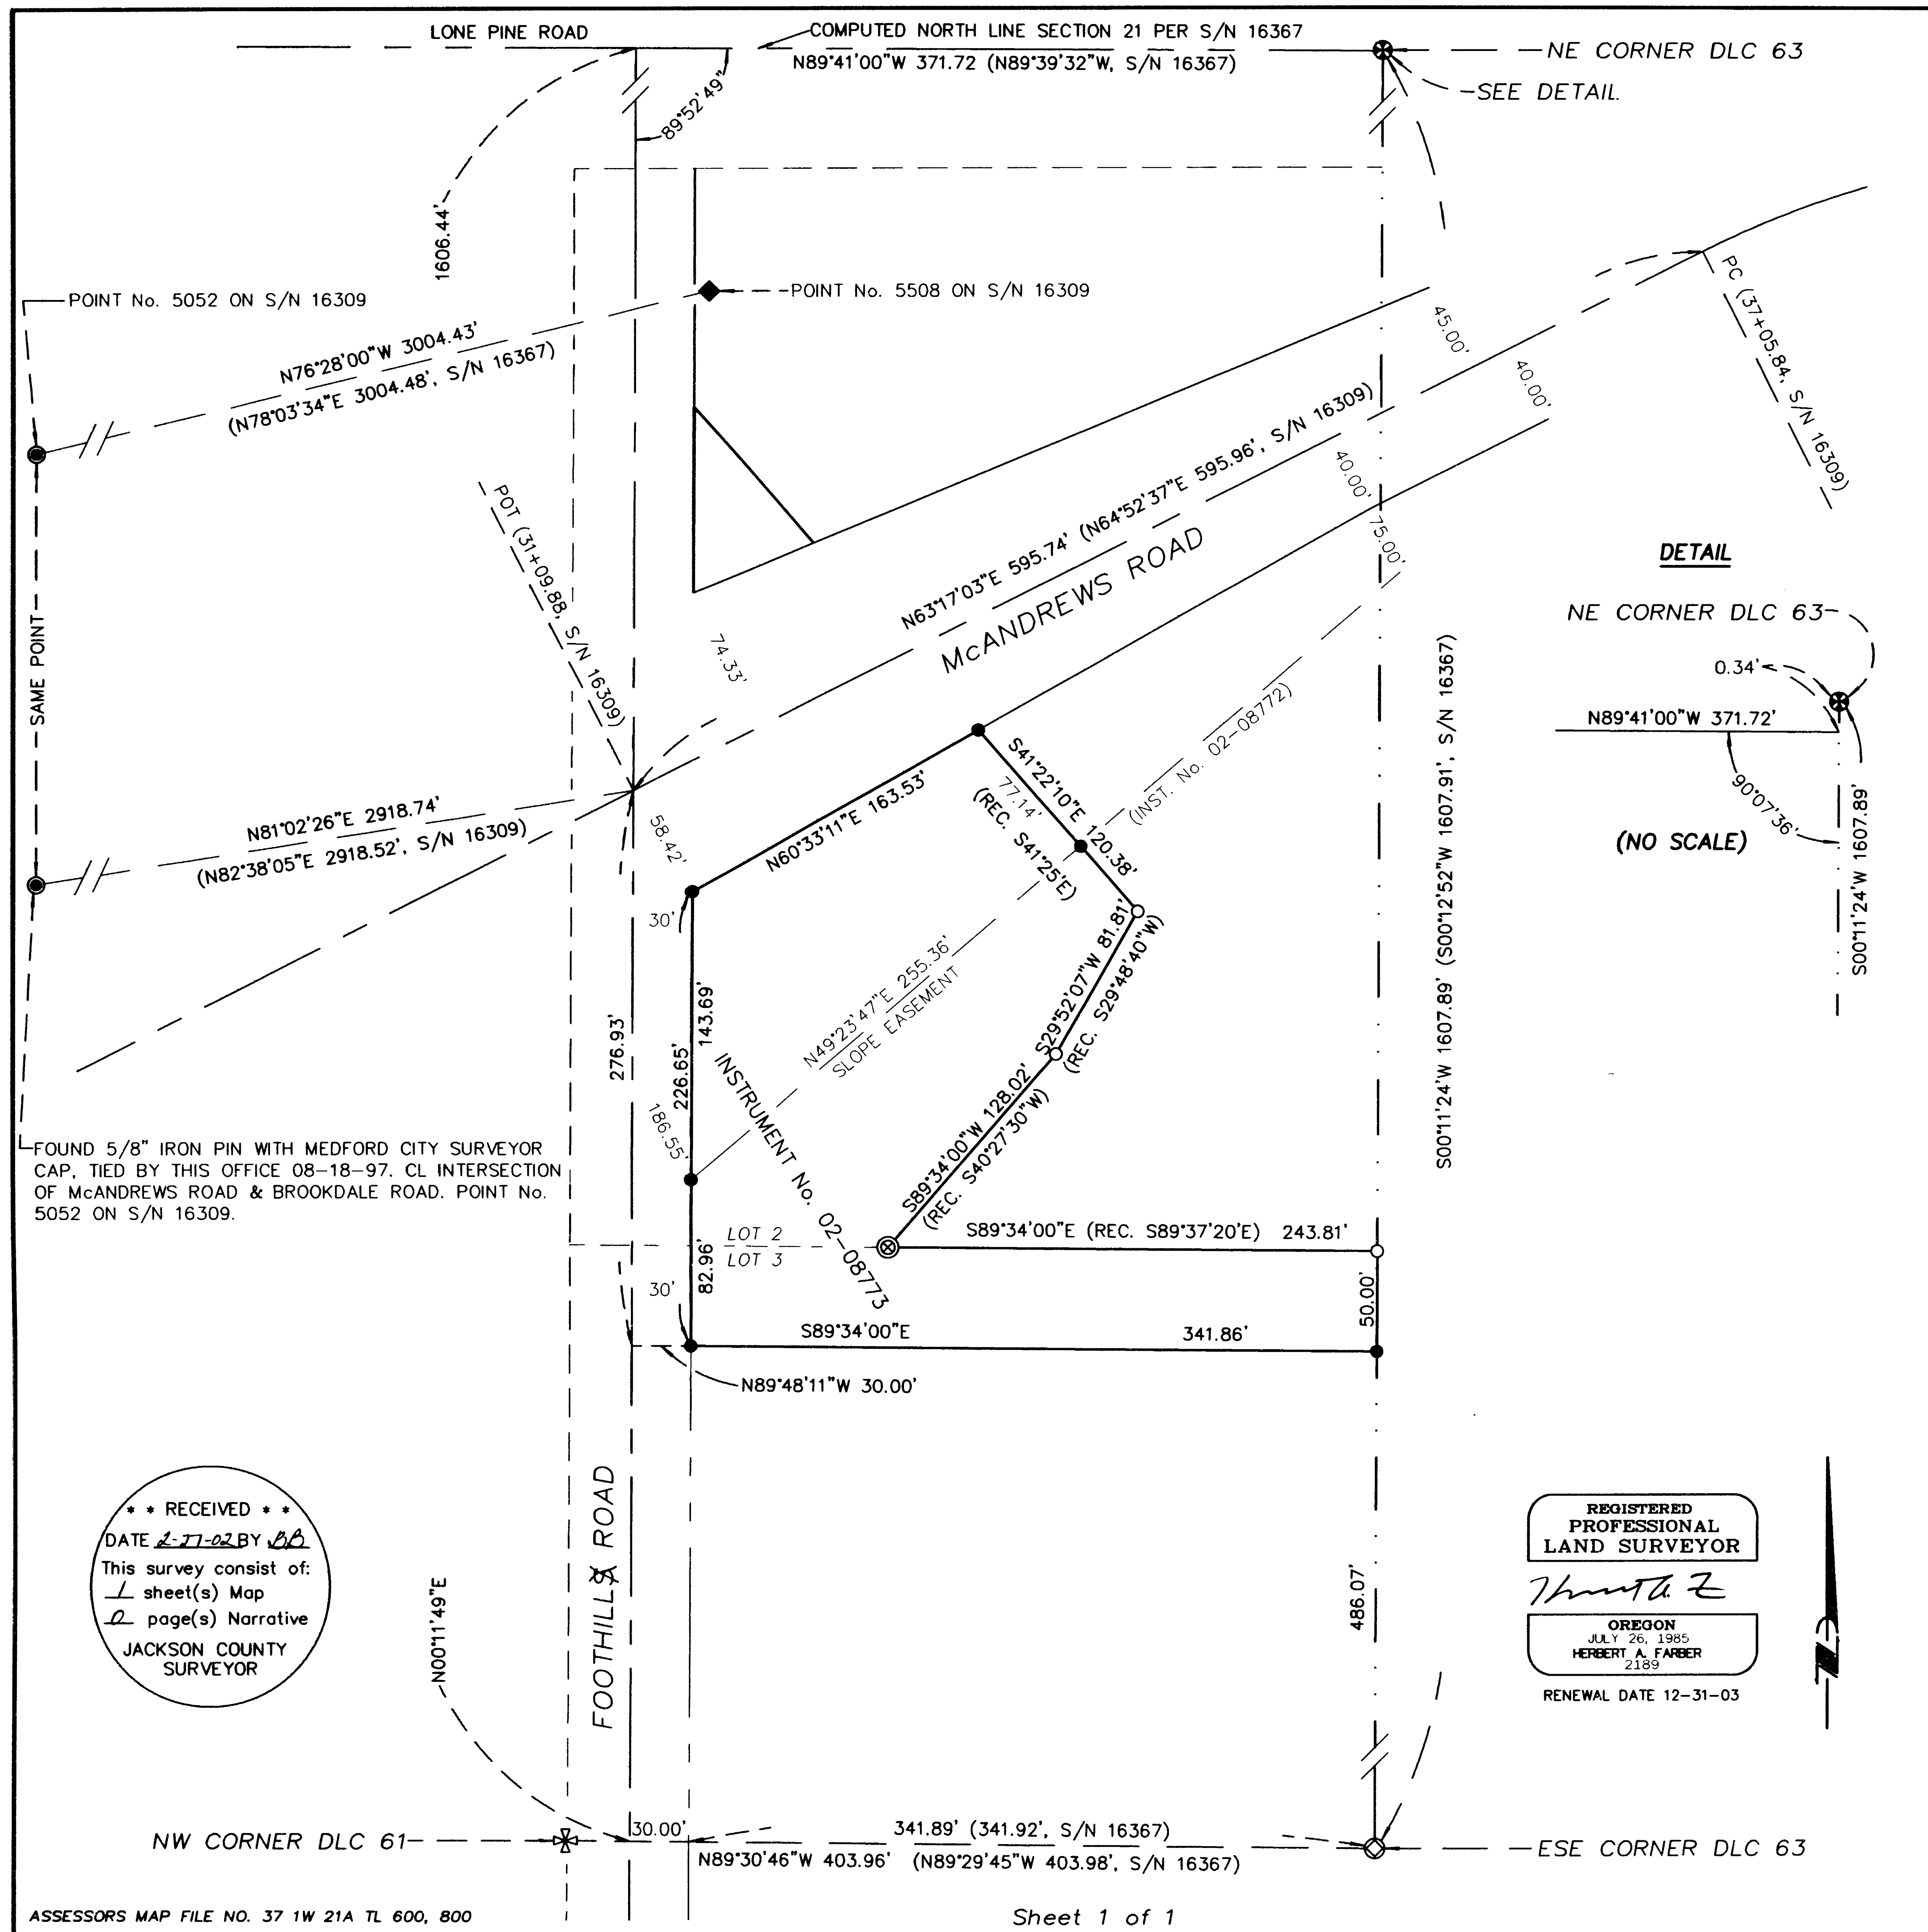 LONE PINE ROAD
COMPUTED NORTH LINE SECTION 21 PER S/N 16367
N89°41'00"W 371.72 (N89°39'32"W, S/N 16367)
NE CORNER DLC 63
SEE DETAIL.
89°52'49"
1606.44'
POINT No. 5052 ON S/N 16309
POINT No. 5508 ON S/N 16309
N76°28'00"W 3004.43'
(N78°03'34"E 3004.48', S/N 16367)
45.00'
40.00'
PC (37+05.84, S/N 16309)
POT (31+09.88, S/N 16309)
N63°17'03"E 595.74' (N64°52'37"E 595.96', S/N 16309)
McANDREWS ROAD
40.00'
75.00'
74.33'
SAME POINT
DETAIL
NE CORNER DLC 63
0.34'
N89°41'00"W 371.72'
90°07'36"
S00°11'24"W 1607.89'
(NO SCALE)
S00°11'24"W 1607.89' (S00°12'52"W 1607.91', S/N 16367)
N81°02'26"E 2918.74'
(N82°38'05"E 2918.52', S/N 16309)
58.42'
N60°33'11"E 163.53'
S41°22'10"E 120.38'
77.14'
(REC. S41°25'E)
(INST. No. 02-08772)
30'
S29°52'07"W 81.81'
(REC. S29°48'40"W)
N49°23'47"E 255.36'
SLOPE EASEMENT
276.93'
143.69'
226.65'
186.55'
INSTRUMENT No. 02-08773
S89°34'00"W 128.02'
(REC. S40°27'30"W)
FOUND 5/8" IRON PIN WITH MEDFORD CITY SURVEYOR
CAP, TIED BY THIS OFFICE 08-18-97. CL INTERSECTION
OF McANDREWS ROAD & BROOKDALE ROAD. POINT No.
5052 ON S/N 16309.
LOT 2
LOT 3
82.96'
30'
S89°34'00"E (REC. S89°37'20"E) 243.81'
50.00'
S89°34'00"E 341.86'
N89°48'11"W 30.00'
* * RECEIVED * *
DATE 2-27-02 BY BB
This survey consist of:
1 sheet(s) Map
0 page(s) Narrative
JACKSON COUNTY
SURVEYOR
N00°11'49"E
FOOTHILLS ROAD
486.07'
REGISTERED
PROFESSIONAL
LAND SURVEYOR
OREGON
JULY 26, 1985
HERBERT A. FARBER
2189
RENEWAL DATE 12-31-03
N
NW CORNER DLC 61
30.00'
341.89' (341.92', S/N 16367)
N89°30'46"W 403.96' (N89°29'45"W 403.98', S/N 16367)
ESE CORNER DLC 63
ASSESSORS MAP FILE NO. 37 1W 21A TL 600, 800
Sheet 1 of 1